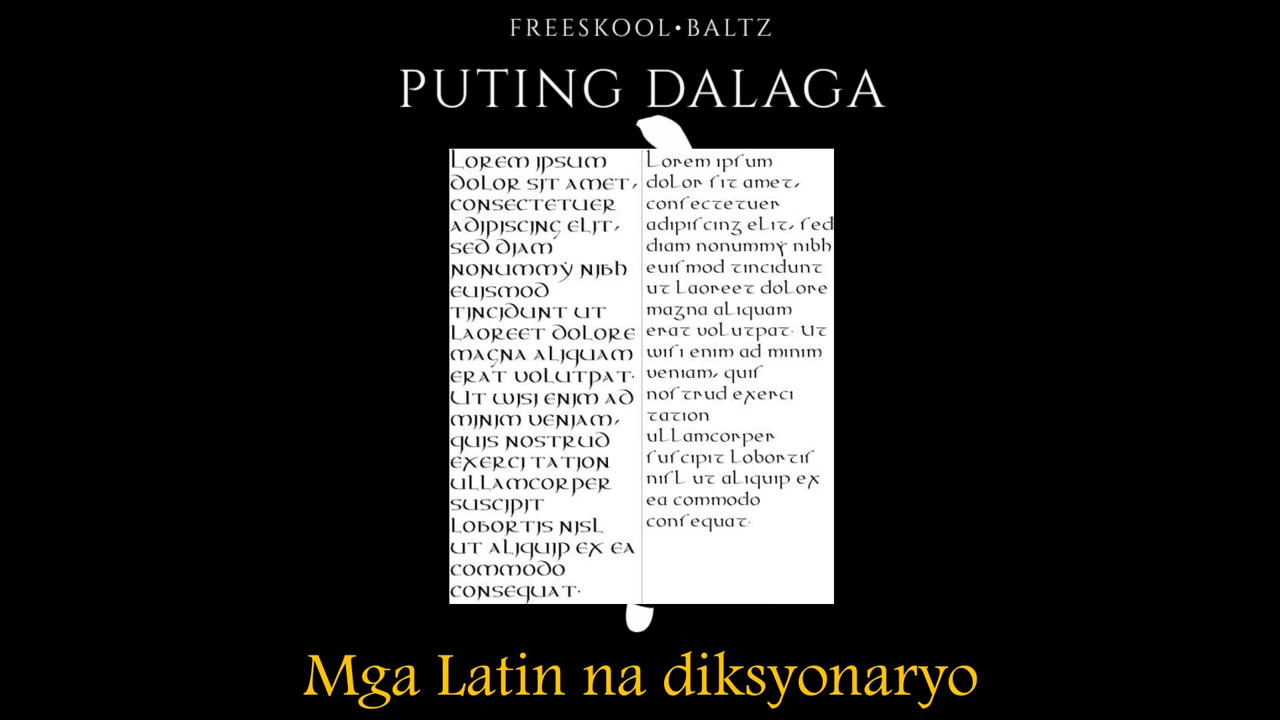 FREESKOOL•BALTZ
PUTING DALAGA
Lorem ipsum
dolor sit amet,
consectetuer
adipiscing elit,
sed diam
nonummy nibh
euismod
tincidunt ut
laoreet dolore
magna aliquam
erat volutpat.
Ut wisi enim ad
minim veniam,
quis nostrud
exerci tation
ullamcorper
suscipit
lobortis nisl
ut aliquip ex ea
commodo
consequat.
Lorem ipsum
dolor sit amet,
consectetuer
adipiscing elit, sed
diam nonummy nibh
euismod tincidunt
ut laoreet dolore
magna aliquam
erat volutpat. Ut
wisi enim ad minim
veniam, quis
nostrud exerci
tation
ullamcorper
suscipit lobortis
nisl ut aliquip ex
ea commodo
consequat.
Mga Latin na diksyonaryo